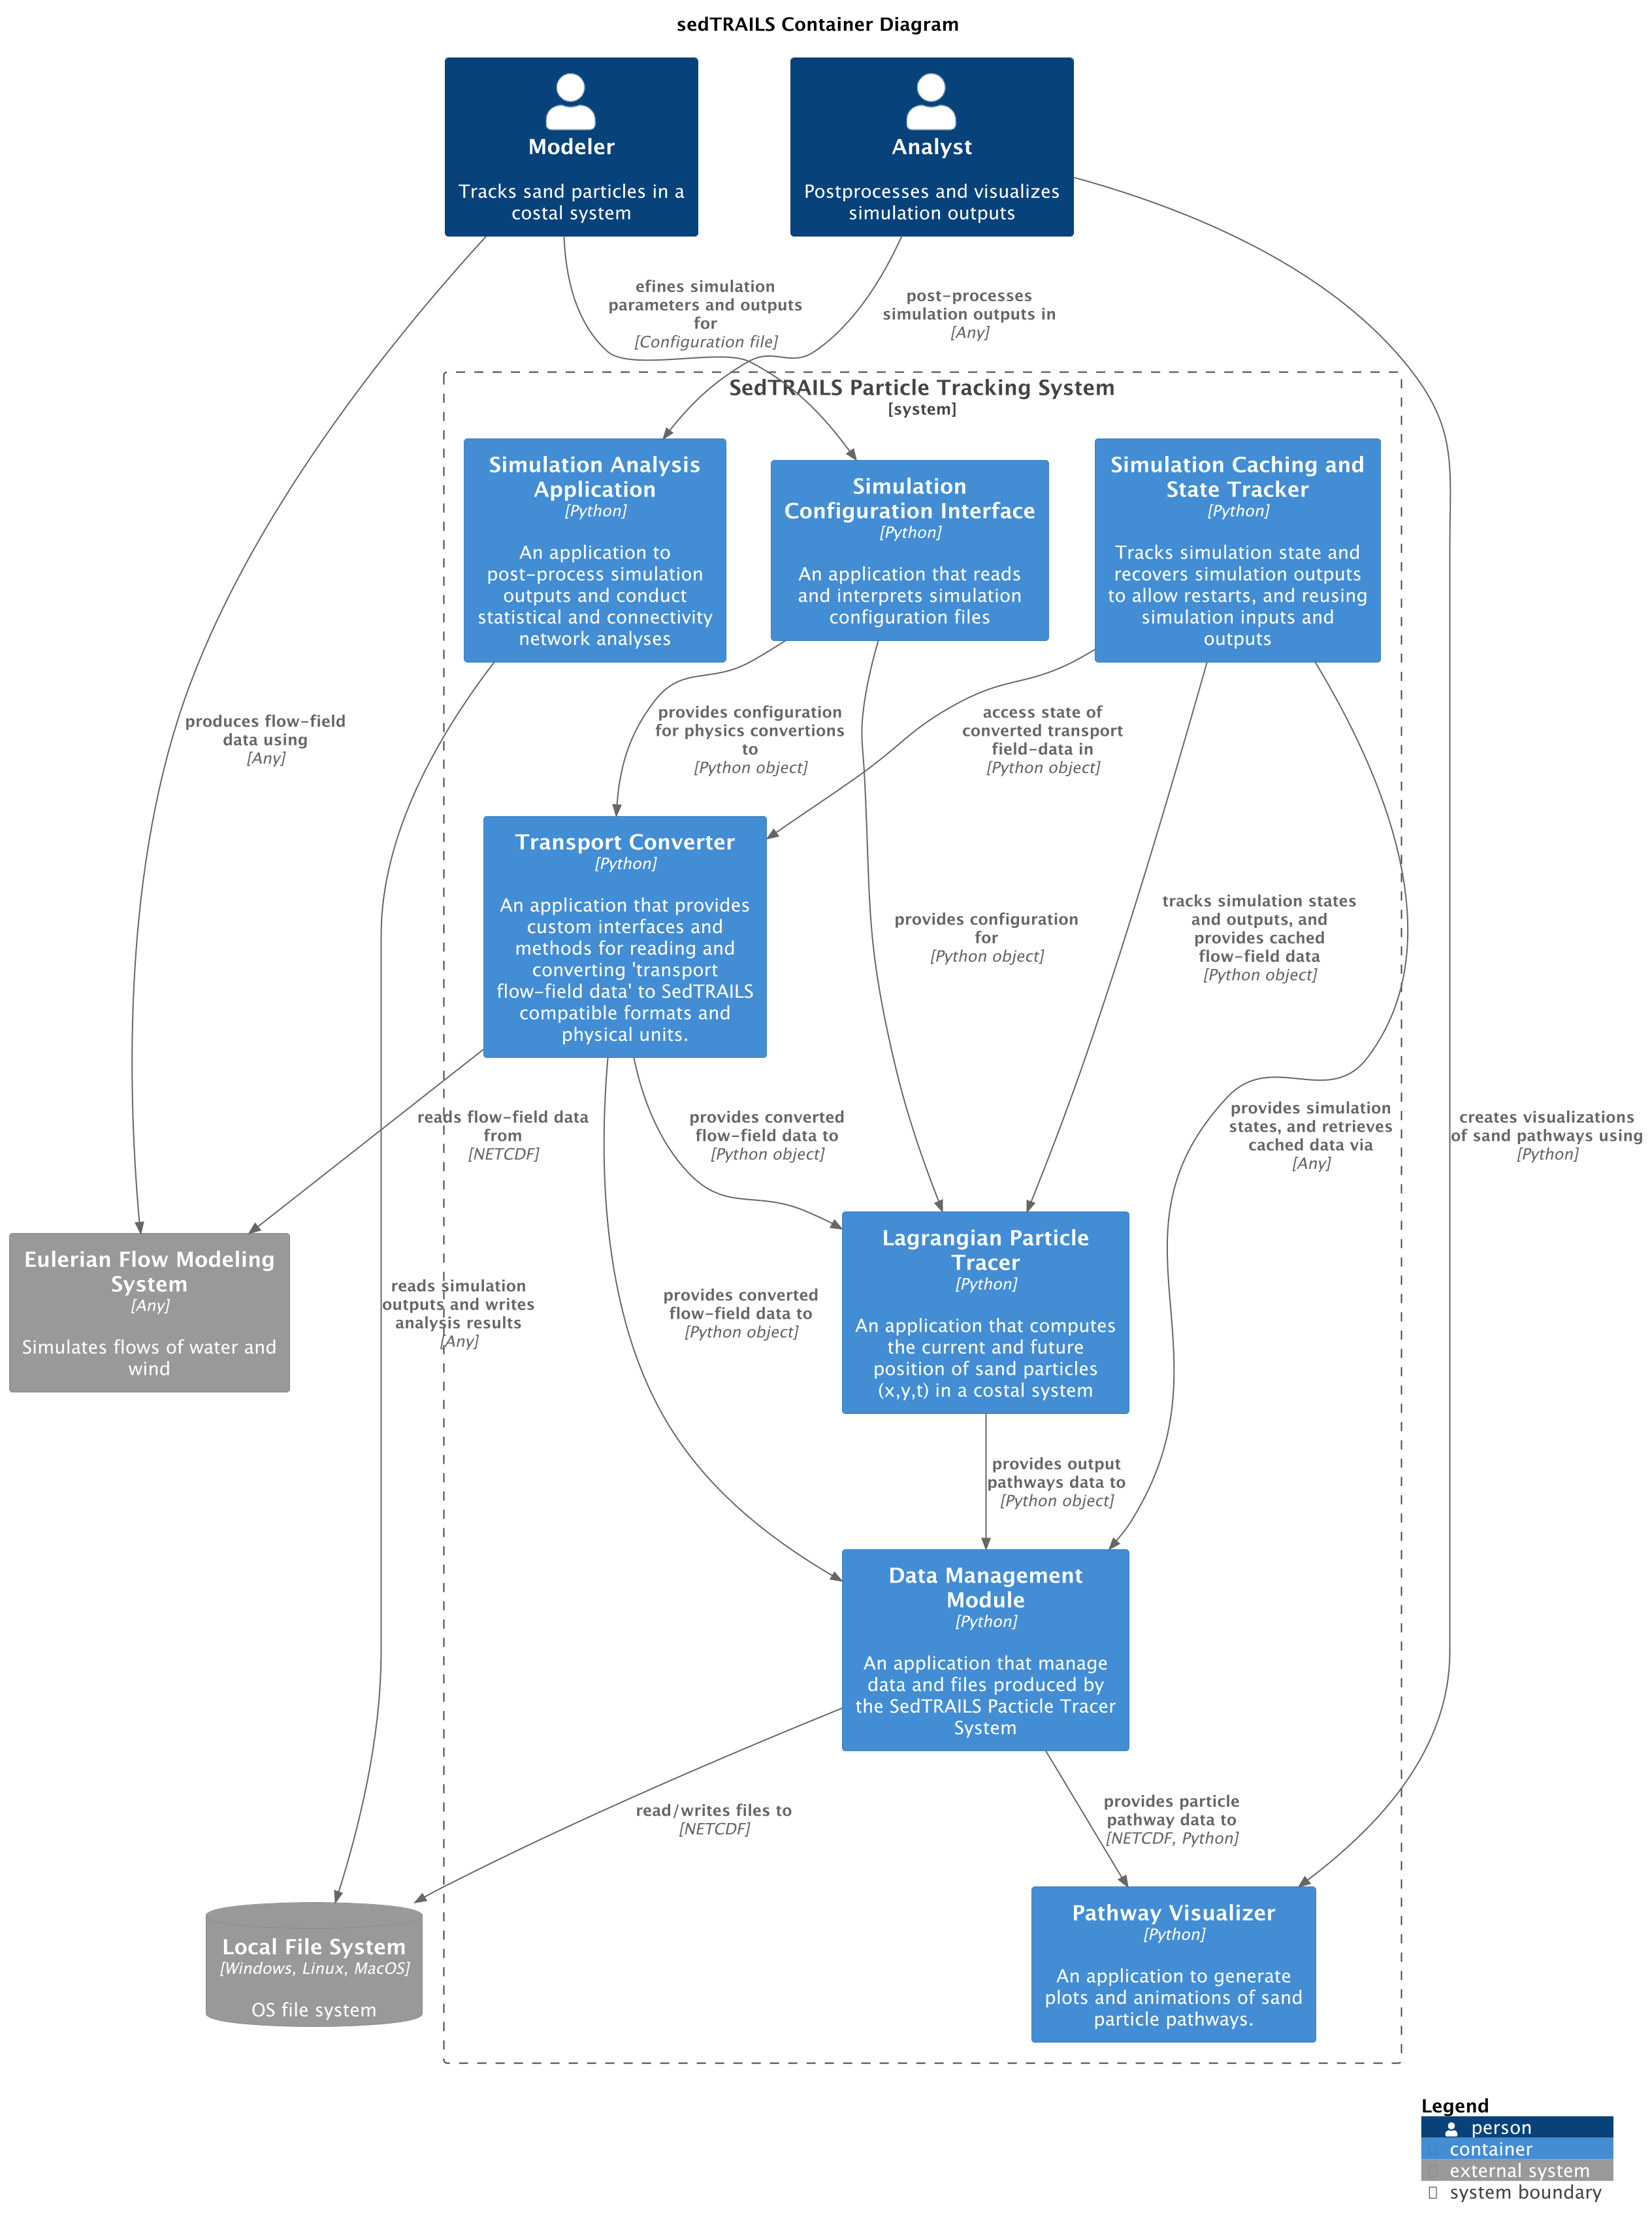 sedTRAILS Container Diagram
Modeler
Tracks sand particles in a
costal system
Analyst
Postprocesses and visualizes
simulation outputs
efines simulation
parameters and outputs
for
[Configuration file]
post-processes
simulation outputs in
[Any]
SedTRAILS Particle Tracking System
[system]
Simulation Analysis
Application
[Python]
An application to
post-process simulation
outputs and conduct
statistical and connectivity
network analyses
Simulation
Configuration Interface
[Python]
An application that reads
and interprets simulation
configuration files
Simulation Caching and
State Tracker
[Python]
Tracks simulation state and
recovers simulation outputs
to allow restarts, and reusing
simulation inputs and
outputs
produces flow-field
data using
[Any]
provides configuration
for physics convertions
to
[Python object]
access state of
converted transport
field-data in
[Python object]
Transport Converter
[Python]
An application that provides
custom interfaces and
methods for reading and
converting 'transport
flow-field data' to SedTRAILS
compatible formats and
physical units.
provides configuration
for
[Python object]
tracks simulation states
and outputs, and
provides cached
flow-field data
[Python object]
reads flow-field data
from
[NETCDF]
provides converted
flow-field data to
[Python object]
provides simulation
states, and retrieves
cached data via
[Any]
creates visualizations
of sand pathways using
[Python]
Eulerian Flow Modeling
System
[Any]
Simulates flows of water and
wind
reads simulation
outputs and writes
analysis results
[Any]
provides converted
flow-field data to
[Python object]
Lagrangian Particle
Tracer
[Python]
An application that computes
the current and future
position of sand particles
(x,y,t) in a costal system
provides output
pathways data to
[Python object]
Data Management
Module
[Python]
An application that manage
data and files produced by
the SedTRAILS Pacticle Tracer
System
read/writes files to
[NETCDF]
provides particle
pathway data to
[NETCDF, Python]
Local File System
[Windows, Linux, MacOS]
OS file system
Pathway Visualizer
[Python]
An application to generate
plots and animations of sand
particle pathways.
Legend
person
container
external system
system boundary